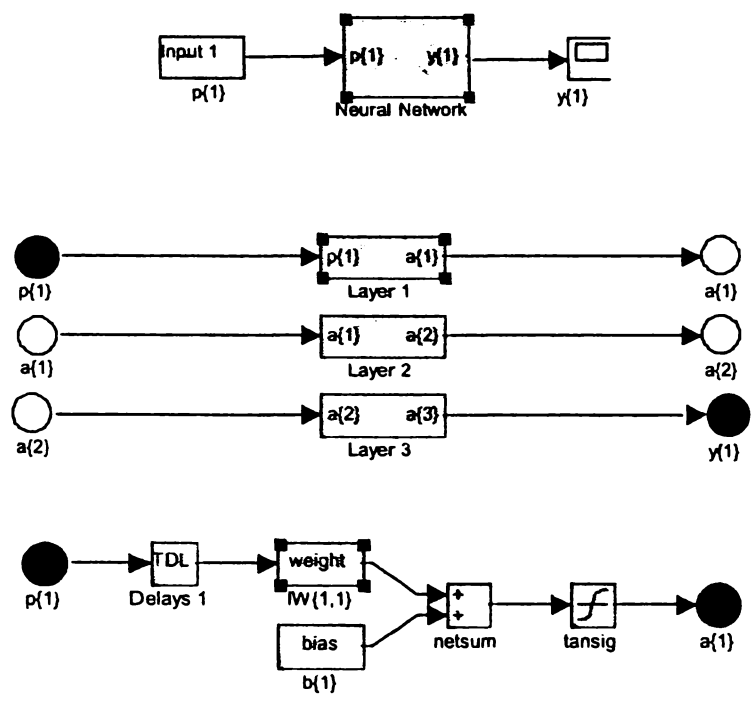 Input 1
p{1}
p{1} y{1}
Neural Network
y{1}
p{1}
p{1} a{1}
Layer 1
a{1}
a{1}
a{1} a{2}
Layer 2
a{2}
a{2}
a{2} a{3}
Layer 3
y{1}
p{1}
TDL
Delays 1
weight
IW{1,1}
bias
b{1}
+
+
netsum
tansig
a{1}